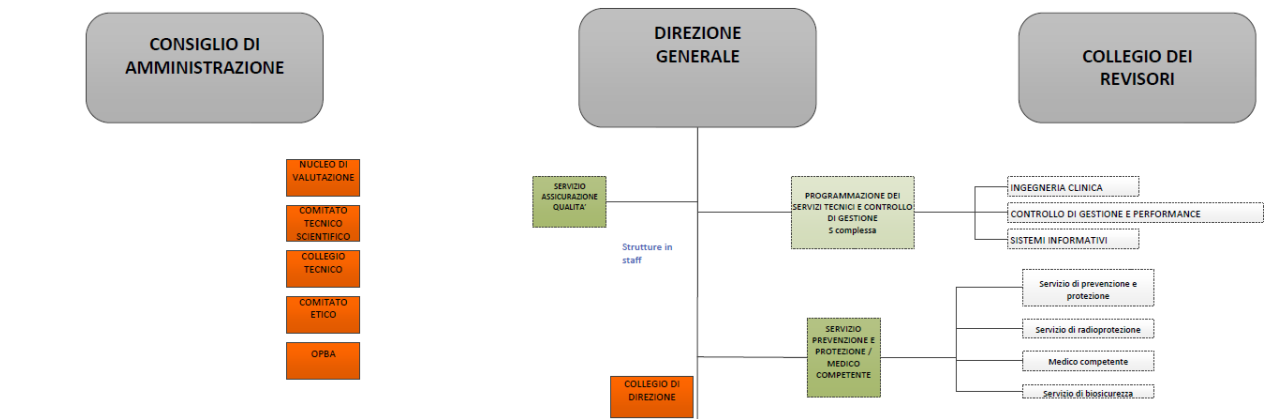 CONSIGLIO DI
AMMINISTRAZIONE
DIREZIONE
GENERALE
COLLEGIO DEI
REVISORI
NUCLEO DI
VALUTAZIONE
COMITATO
TECNICO
SCIENTIFICO
COLLEGIO
TECNICO
COMITATO
ETICO
OPBA
SERVIZIO
ASSICURAZIONE
QUALITA'
Strutture in
staff
PROGRAMMAZIONE DEI
SERVIZI TECNICI E CONTROLLO
DI GESTIONE
S complessa
INGEGNERIA CLINICA
CONTROLLO DI GESTIONE E PERFORMANCE
SISTEMI INFORMATIVI
SERVIZIO
PREVENZIONE E
PROTEZIONE /
MEDICO
COMPETENTE
Servizio di prevenzione e
protezione
Servizio di radioprotezione
Medico competente
Servizio di biosicurezza
COLLEGIO DI
DIREZIONE